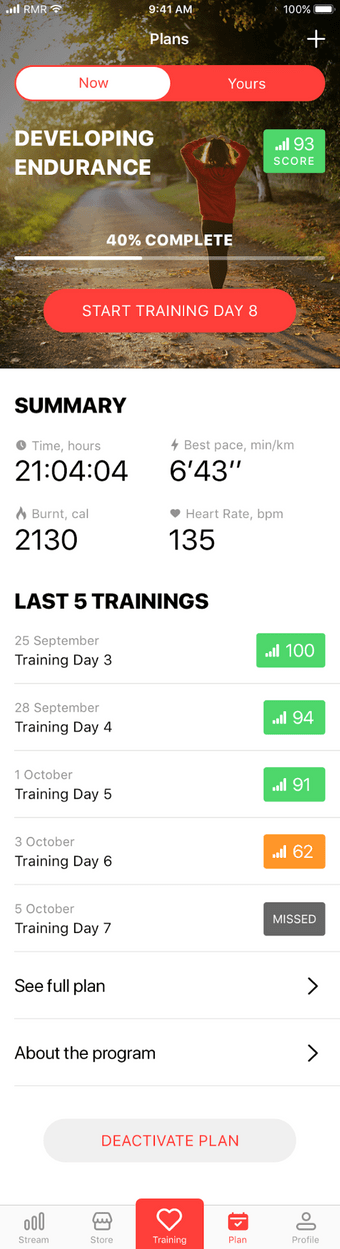 RMR 9:41 AM 100%
Plans
Now Yours
DEVELOPING
ENDURANCE
93
SCORE
40% COMPLETE
START TRAINING DAY 8
SUMMARY
Time, hours Best pace, min/km
21:04:04 6′43′′
Burnt, cal Heart Rate, bpm
2130 135
LAST 5 TRAININGS
25 September
Training Day 3
100
28 September
Training Day 4
94
1 October
Training Day 5
91
3 October
Training Day 6
62
5 October
Training Day 7
MISSED
See full plan
About the program
DEACTIVATE PLAN
Stream Store Training Plan Profile